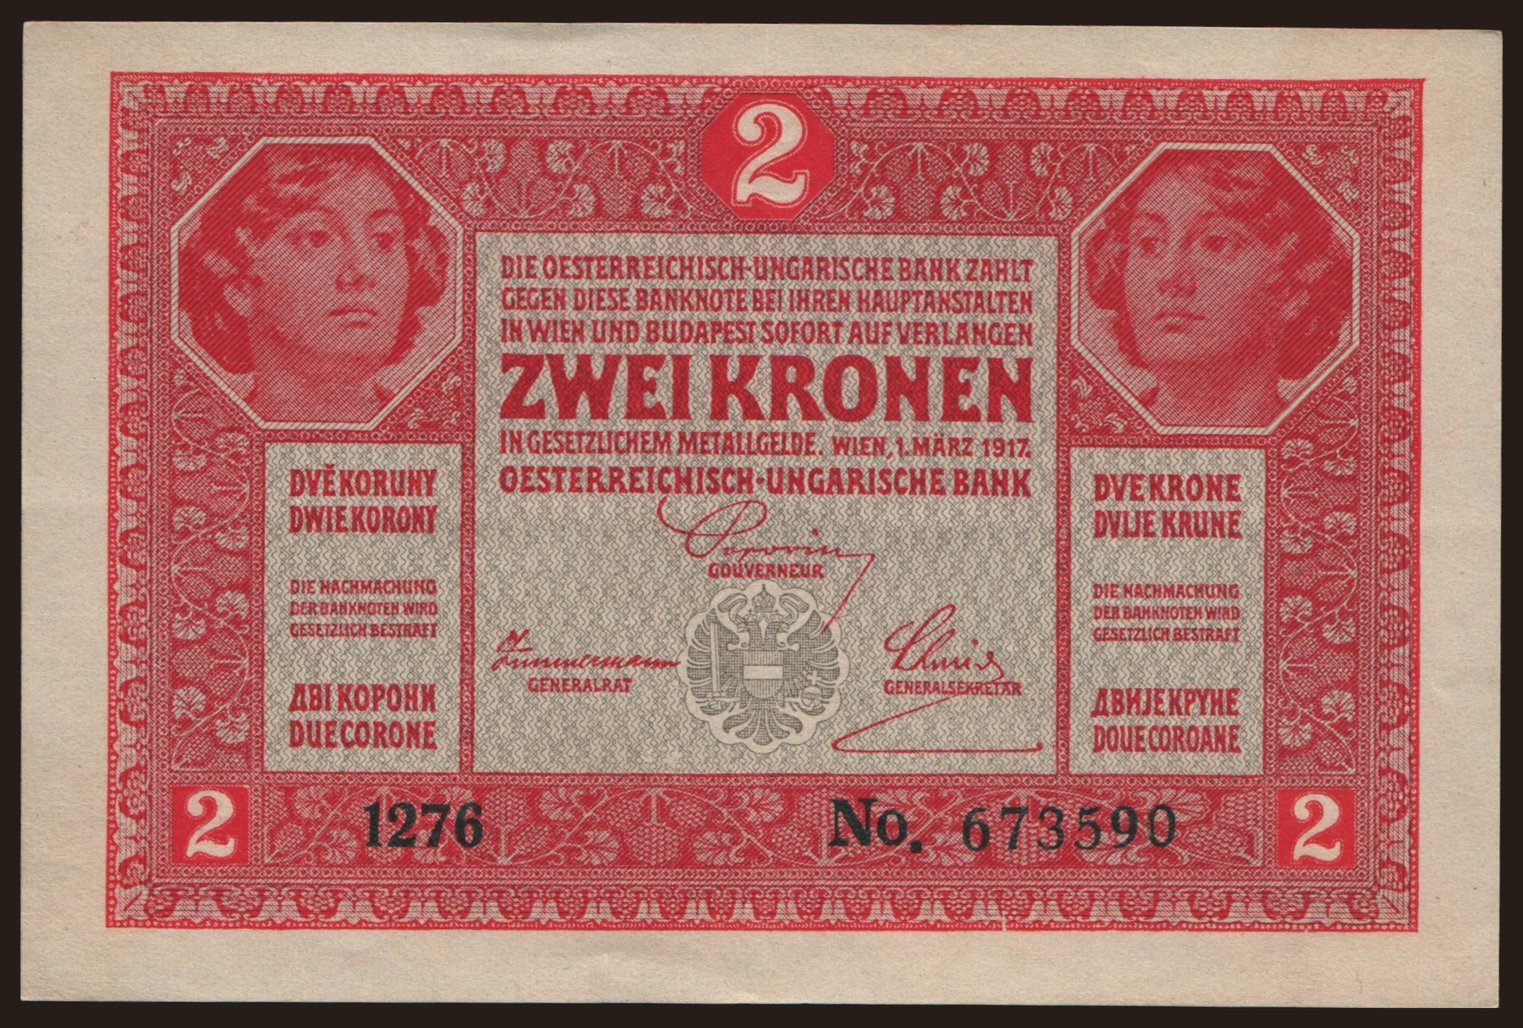 2
DIE OESTERREICHISCH-UNGARISCHE BANK ZAHLT
GEGEN DIESE BANKNOTE BEI IHREN HAUPTANSTALTEN
IN WIEN UND BUDAPEST SOFORT AUF VERLANGEN
ZWEI KRONEN
IN GESETZLICHEM METALLGELDE. WIEN, 1. MÄRZ 1917.
OESTERREICHISCH-UNGARISCHE BANK
Popovics
GOUVERNEUR
Zimmermann
GENERALRAT
Schmid
GENERALSEKRETÄR
DVĚ KORUNY
DWIE KORONY
DIE NACHMACHUNG
DER BANKNOTEN WIRD
GESETZLICH BESTRAFT
ДВІ КОРОНИ
DUE CORONE
DVE KRONE
DVIJE KRUNE
DIE NACHMACHUNG
DER BANKNOTEN WIRD
GESETZLICH BESTRAFT
ДВИЈЕ КРУНЕ
DOUE COROANE
2 1276 No. 673590 2